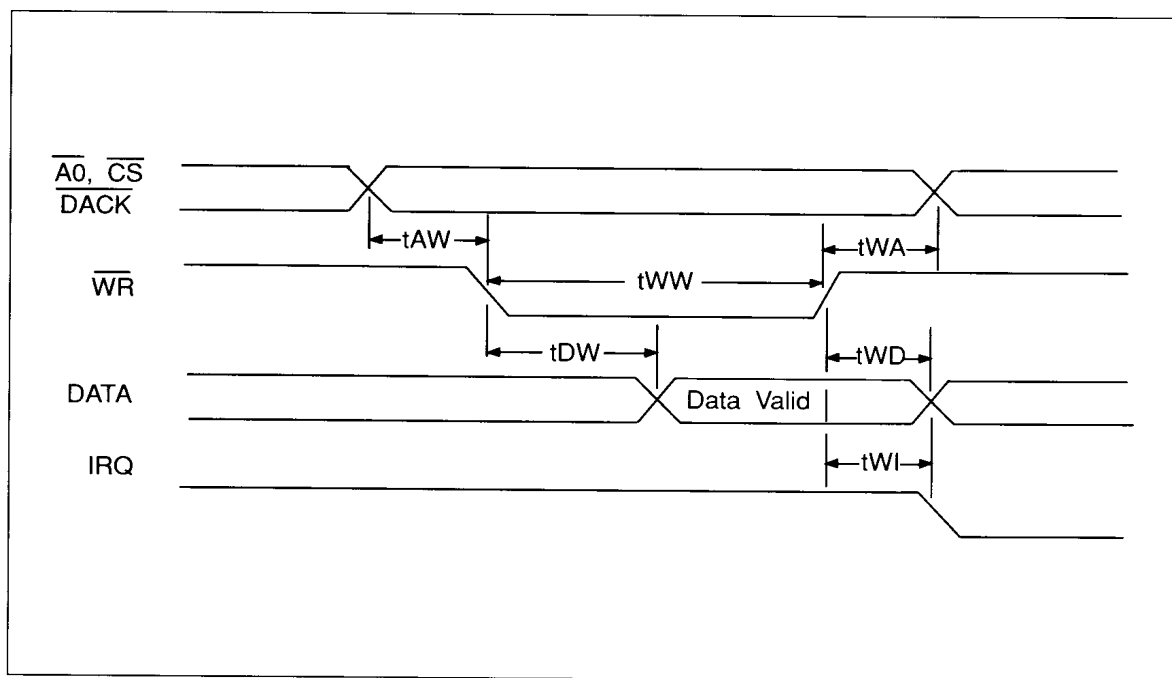 A0, CS
DACK
tAW
tWA
WR
tWW
tDW
tWD
DATA
Data Valid
IRQ
tWI